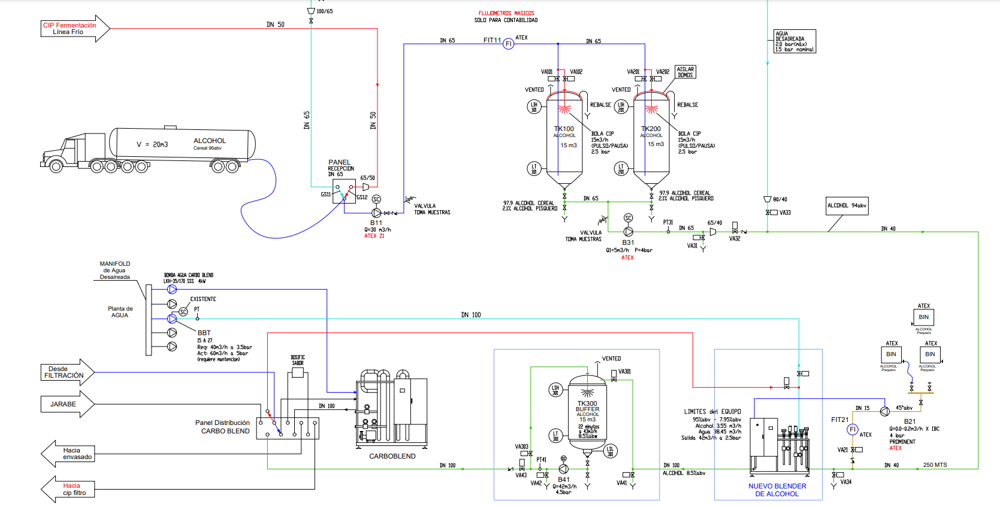 100/65
FLUJOMETROS MASICOS
SOLO PARA CONTABILIDAD
CIP Fermentación
Línea Frío
DN 50
DN 65
FIT11
FI
ATEX
DN 65
AGUA
DESAIREADA
2.0 bar(máx)
1.5 bar nominal
VA101
VA102
VA201
VA202
AISLAR
DOMOS
VENTEO
VENTEO
LIH
101
REBALSE
LIH
201
REBALSE
DN 65
DN 50
TK100
ALCOHOL
15 m3
BOLA CIP
15m3/h
(PULSO/PAUSA)
2.5 bar
TK200
ALCOHOL
15 m3
BOLA CIP
15m3/h
(PULSO/PAUSA)
2.5 bar
V = 20m3
ALCOHOL
Cereal 96abv
LT
101
LT
201
PANEL
RECEPCION
DN 65
65/50
GS11
GS12
SC
VALVULA
TOMA MUESTRAS
B11
Q=30 m3/h
ATEX Z1
97.9 ALCOHOL CEREAL
2.1% ALCOHOL PISQUERO
DN 65
97.9 ALCOHOL CEREAL
2.1% ALCOHOL PISQUERO
80/40
VA33
ALCOHOL 94abv
SC
VALVULA
TOMA MUESTRAS
PT31
DN 65
65/40
DN 40
B31
Q1=5m3/h P=4bar
ATEX
VA31
VA32
MANIFOLD
de Agua
Desaireada
BOMBA AGUA CARBO BLEND
LKH-35/170 SSS 4kW
EXISTENTE
Planta de
AGUA
SC
PT
DN 100
BBT
15 A 27
Req: 40m3/h a 3.5bar
Act: 60m3/h a 5bar
(requiere mantencion)
ATEX
BIN
ALCOHOL
Pisquero
ATEX
BIN
ALCOHOL
Pisquero
ATEX
BIN
ALCOHOL
Pisquero
Desde
FILTRACIÓN
DOSIFIC
SABOR
VENTEO
VA301
LSH
301
JARABE
DN 100
TK300
BUFFER
ALCOHOL
15 m3
22 minutos
a 43m3/h
8.5%abw
LT
301
LSL
301
LIMITES del EQUIPO
95%abv - 7.95%abv
Alcohol 3.55 m3/h
Agua 38.45 m3/h
Salida 42m3/h a 2.5bar
DN 15
45°abv
FIT21
FI
ATEX
B21
Q=0.0-0.2m3/h X IBC
4 bar
PROMINENT
ATEX
VA21
Panel Distribución
CARBO BLEND
CARBOBLEND
Hacia
envasado
VA303
PT41
SC
DN 100
VA43
VA42
B41
Q=42m3/h
4.5bar
VA41
DN 100
ALCOHOL 8.5%abv
DN 40
250 MTS
VA34
NUEVO BLENDER
DE ALCOHOL
Hacia
cip filtro